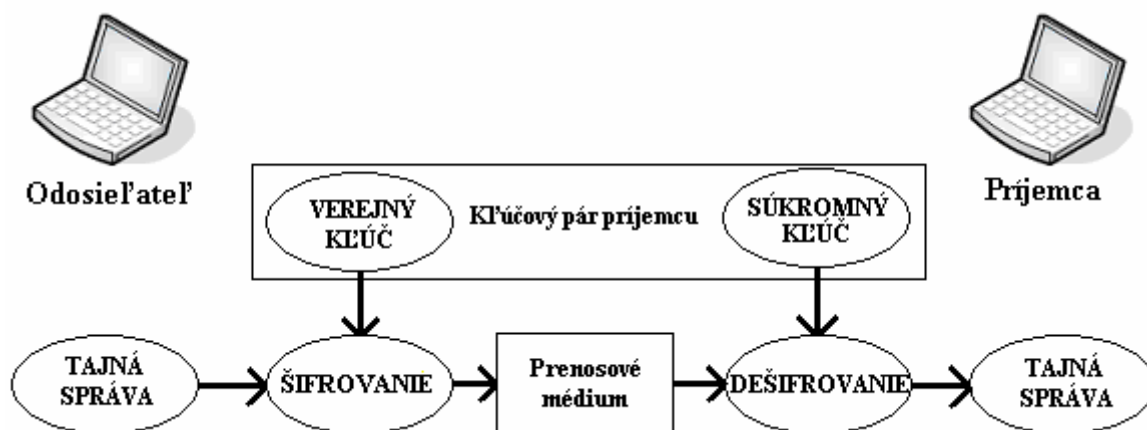 Odosieľateľ
Príjemca
VEREJNÝ
KĽÚČ
Kľúčový pár príjemcu
SÚKROMNÝ
KĽÚČ
TAJNÁ
SPRÁVA
ŠIFROVANIE
Prenosové
médium
DEŠIFROVANIE
TAJNÁ
SPRÁVA